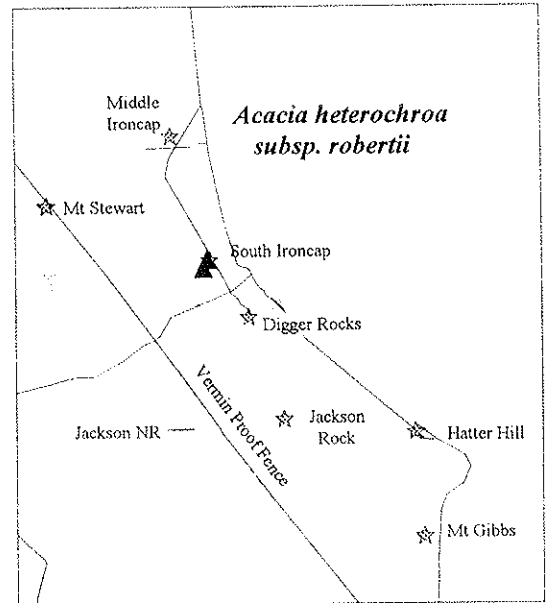 Middle
Ironcap
Acacia heterochroa
subsp. robertii
Mt Stewart
South Ironcap
Digger Rocks
Vermin Proof Fence
Jackson NR
Jackson
Rock
Hatter Hill
Mt Gibbs